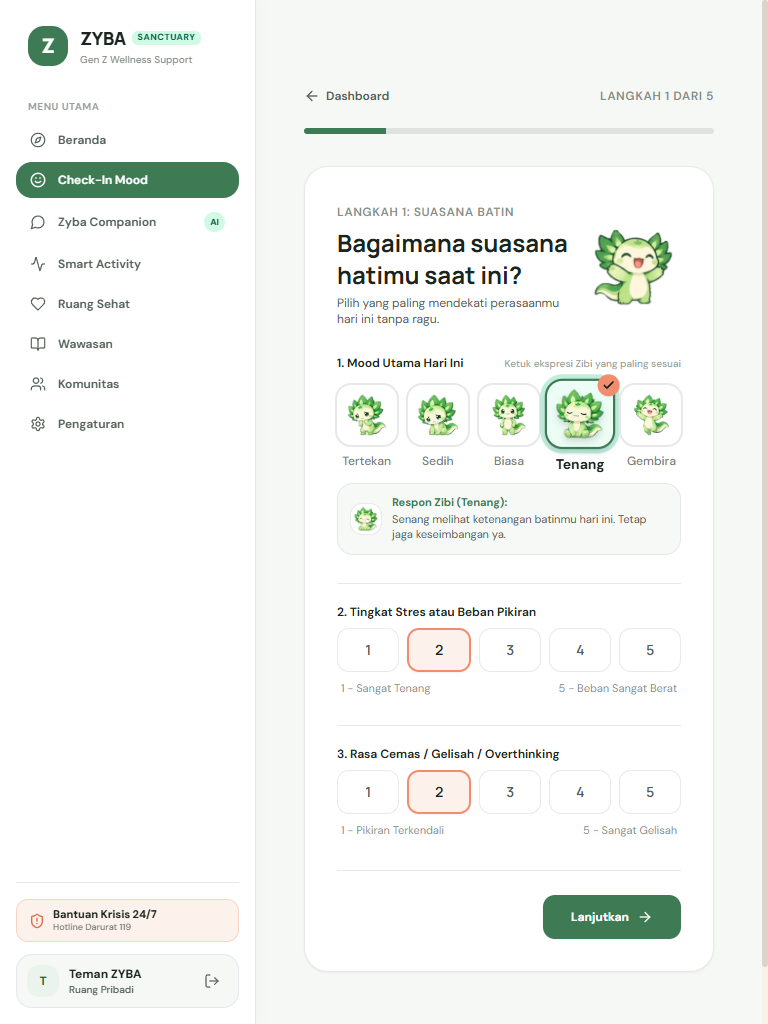 Z
ZYBA SANCTUARY
Gen Z Wellness Support
MENU UTAMA
Beranda
Check-In Mood
Zyba Companion AI
Smart Activity
Ruang Sehat
Wawasan
Komunitas
Pengaturan
Bantuan Krisis 24/7
Hotline Darurat 119
T
Teman ZYBA
Ruang Pribadi
Dashboard LANGKAH 1 DARI 5
LANGKAH 1: SUASANA BATIN
Bagaimana suasana
hatimu saat ini?
Pilih yang paling mendekati perasaanmu
hari ini tanpa ragu.
1. Mood Utama Hari Ini Ketuk ekspresi Zibi yang paling sesuai
Tertekan Sedih Biasa Tenang Gembira
Respon Zibi (Tenang):
Senang melihat ketenangan batinmu hari ini. Tetap
jaga keseimbangan ya.
2. Tingkat Stres atau Beban Pikiran
1 2 3 4 5
1 - Sangat Tenang 5 - Beban Sangat Berat
3. Rasa Cemas / Gelisah / Overthinking
1 2 3 4 5
1 - Pikiran Terkendali 5 - Sangat Gelisah
Lanjutkan